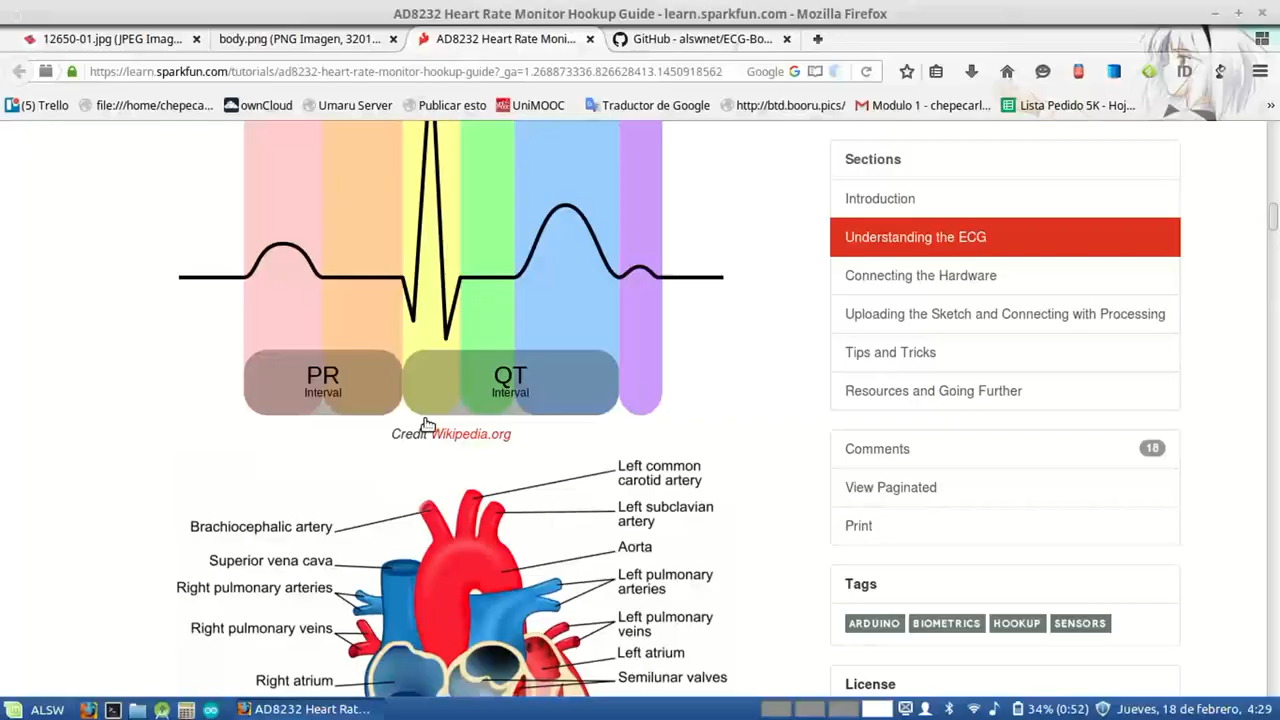 AD8232 Heart Rate Monitor Hookup Guide - learn.sparkfun.com - Mozilla Firefox
12650-01.jpg (JPEG Imag...
body.png (PNG Imagen, 3201...
AD8232 Heart Rate Moni...
GitHub - alswnet/ECG-Bo...
https://learn.sparkfun.com/tutorials/ad8232-heart-rate-monitor-hookup-guide?_ga=1.268873336.826628413.1450918562
Google
(5) Trello
file:///home/chepeca...
ownCloud
Umaru Server
Publicar esto
UniMOOC
Traductor de Google
http://btd.booru.pics/
Modulo 1 - chepecarl...
Lista Pedido 5K - Hoj...
PR
Interval
QT
Interval
Credit Wikipedia.org
Left common
carotid artery
Left subclavian
artery
Brachiocephalic artery
Aorta
Superior vena cava
Left pulmonary
arteries
Right pulmonary arteries
Left pulmonary
veins
Right pulmonary veins
Left atrium
Semilunar valves
Right atrium
Sections
Introduction
Understanding the ECG
Connecting the Hardware
Uploading the Sketch and Connecting with Processing
Tips and Tricks
Resources and Going Further
Comments 18
View Paginated
Print
Tags
ARDUINO BIOMETRICS HOOKUP SENSORS
License
ALSW
AD8232 Heart Rat...
34% (0:52)
Jueves, 18 de febrero, 4:29